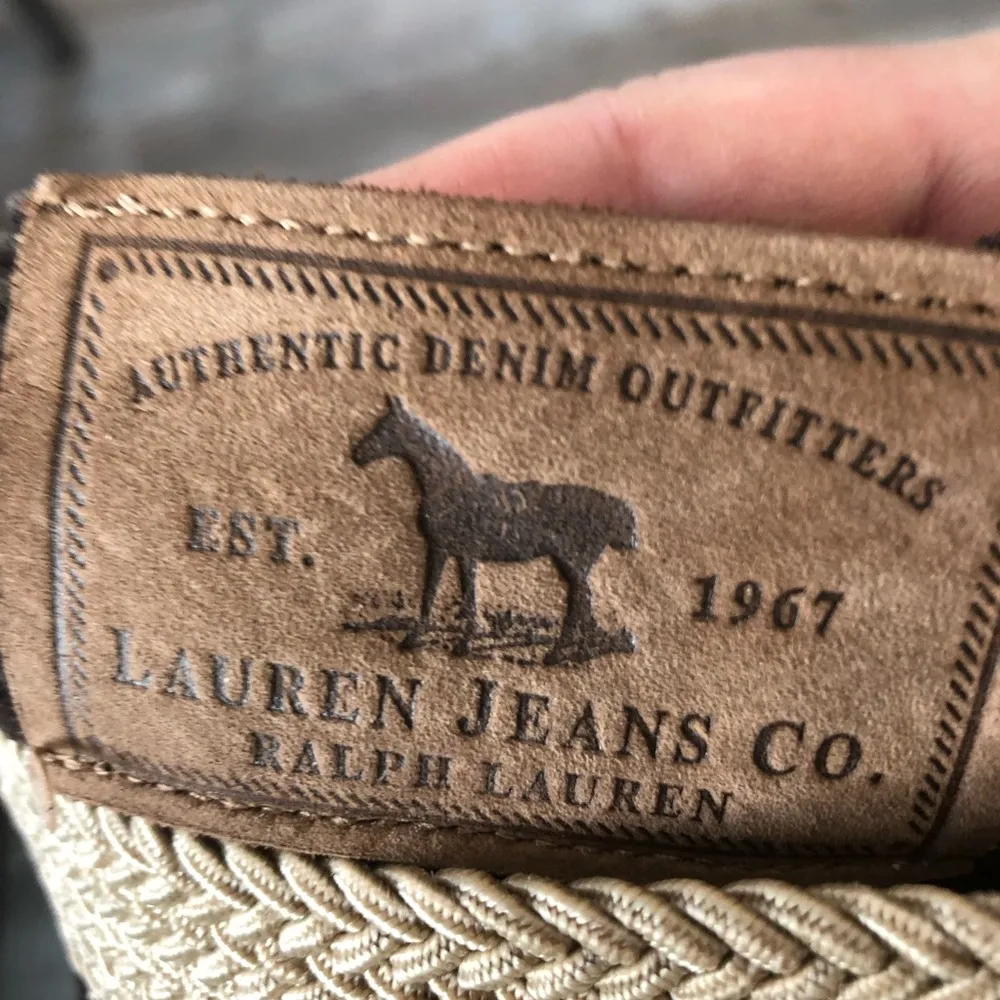 AUTHENTIC DENIM OUTFITTERS
EST. 1967
LAUREN JEANS CO.
RALPH LAUREN